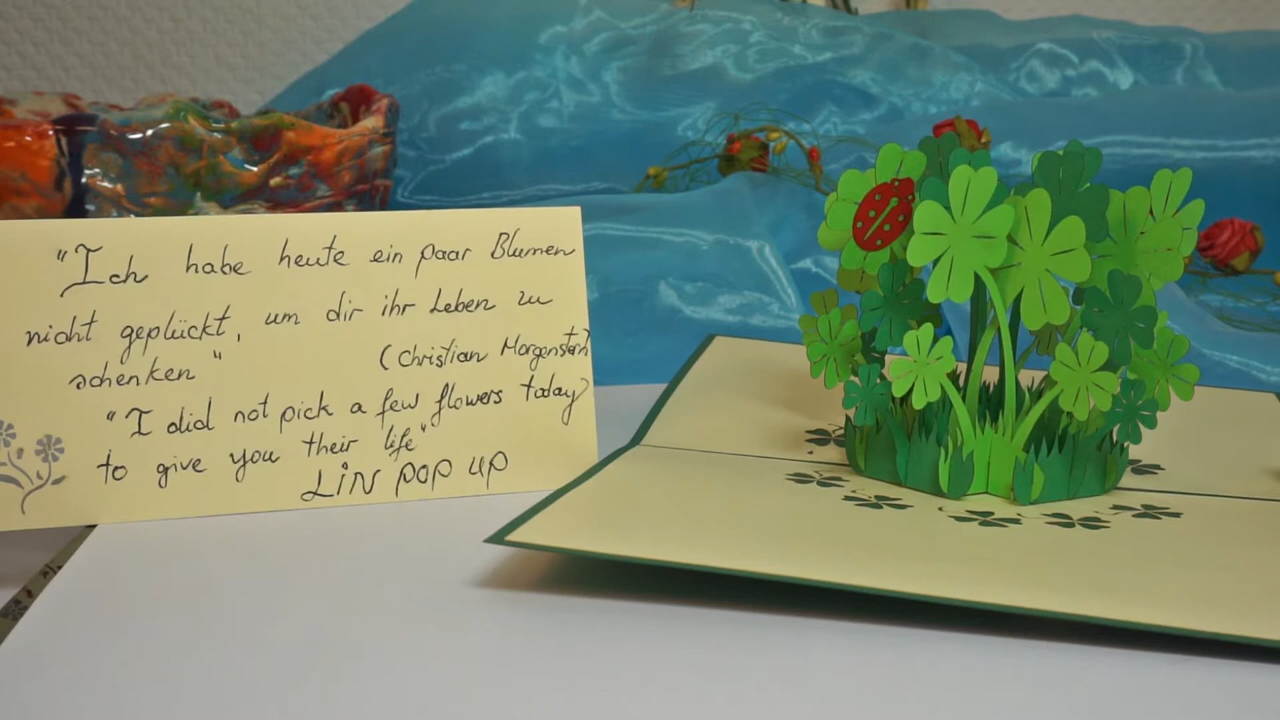 "Ich habe heute ein paar Blumen
nicht geplückt, um dir ihr Leben zu
schenken"
(Christian Morgenstern)
"I did not pick a few flowers today
to give you their life"
LiN POP UP